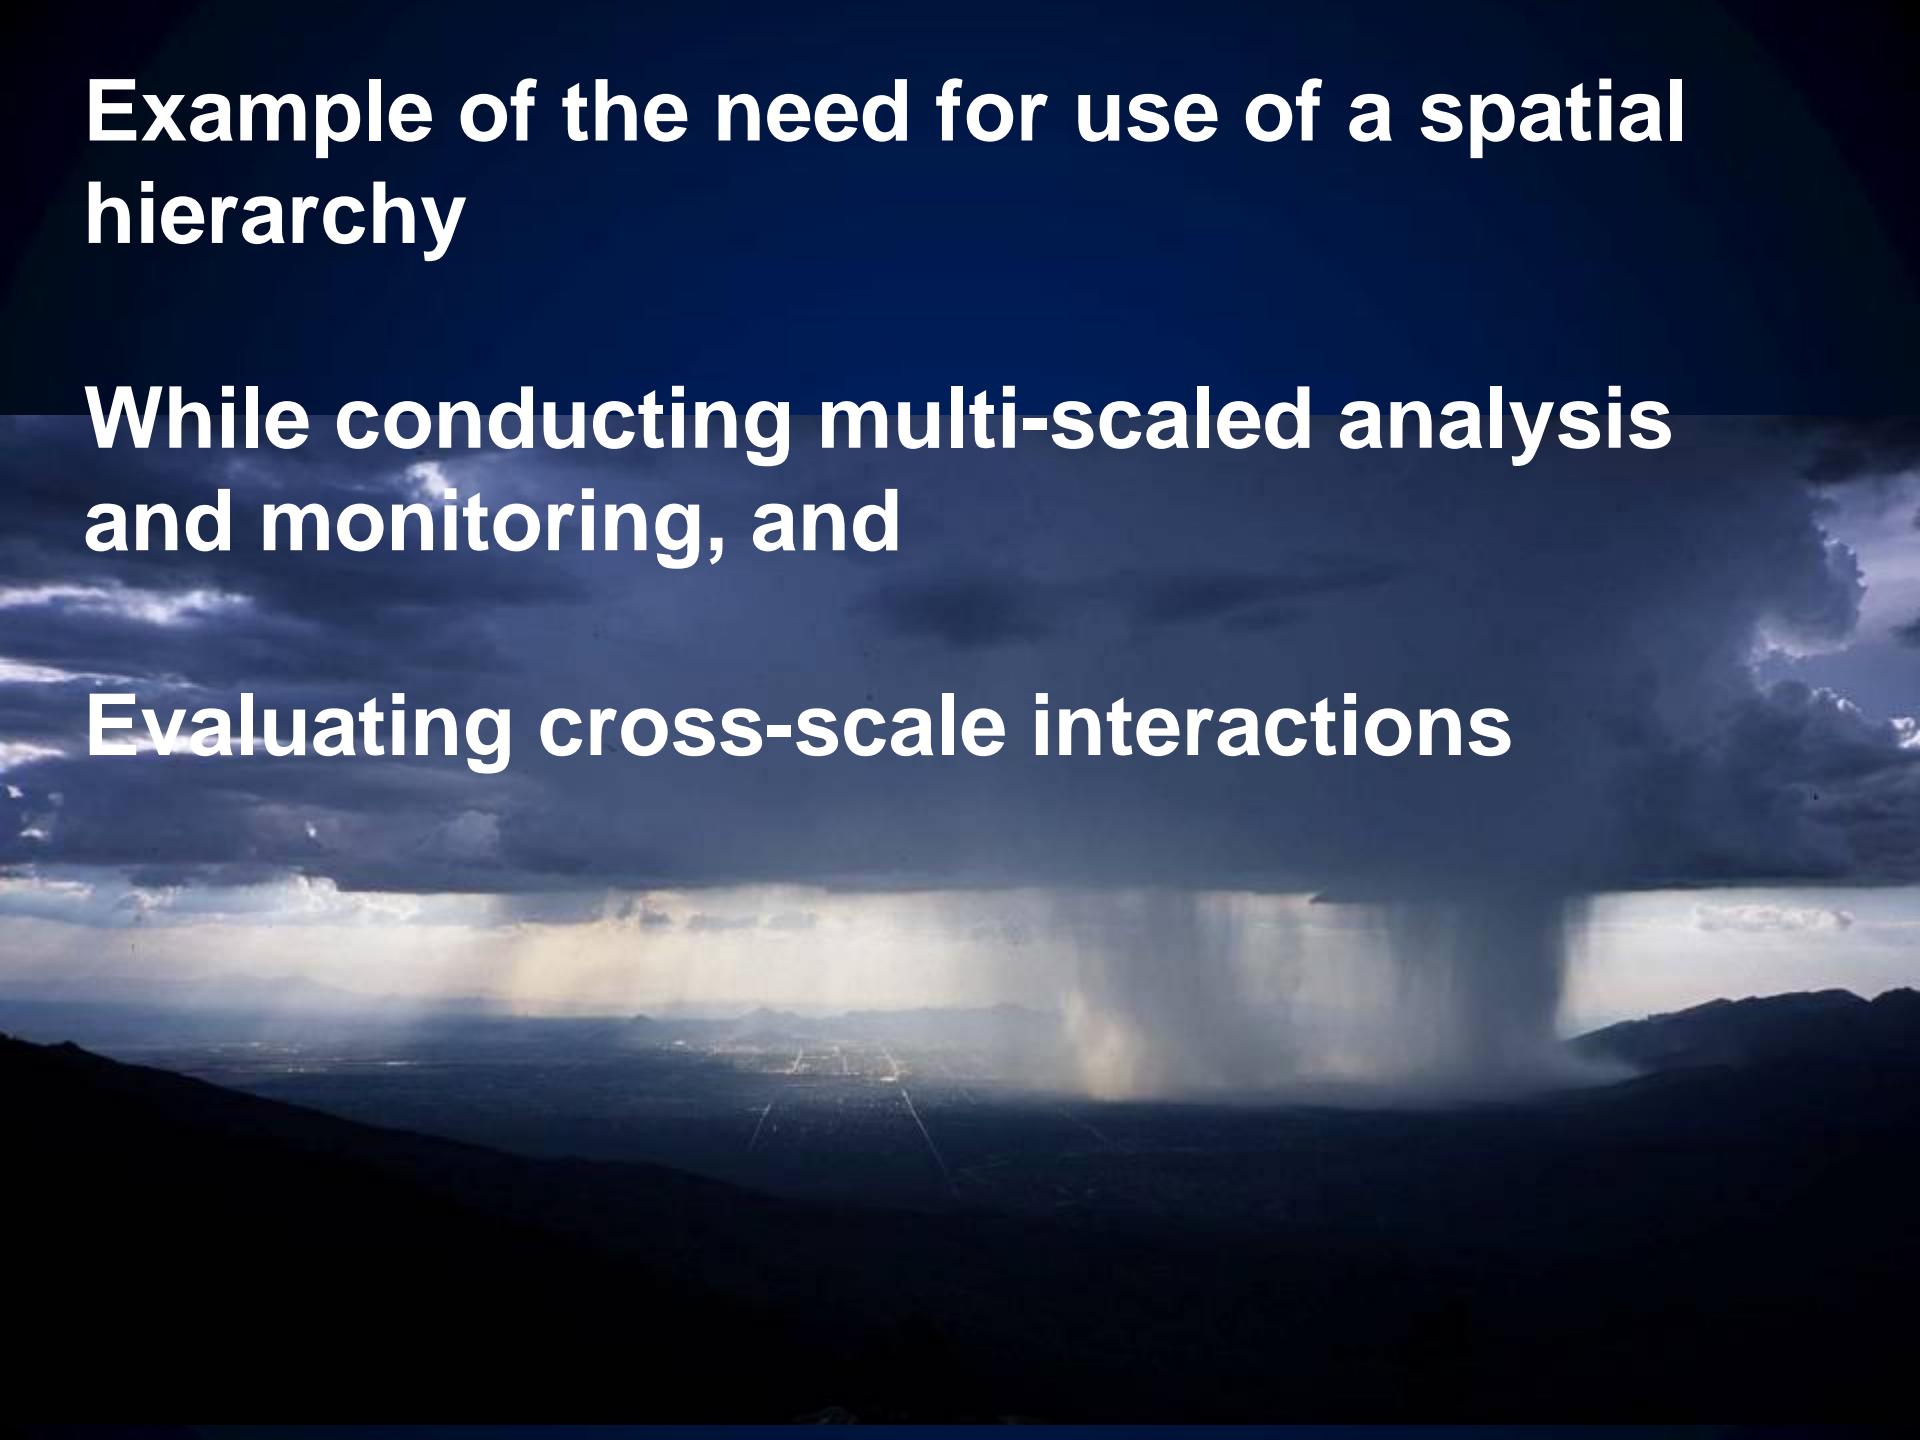 Example of the need for use of a spatial
hierarchy
While conducting multi-scaled analysis
and monitoring, and
Evaluating cross-scale interactions